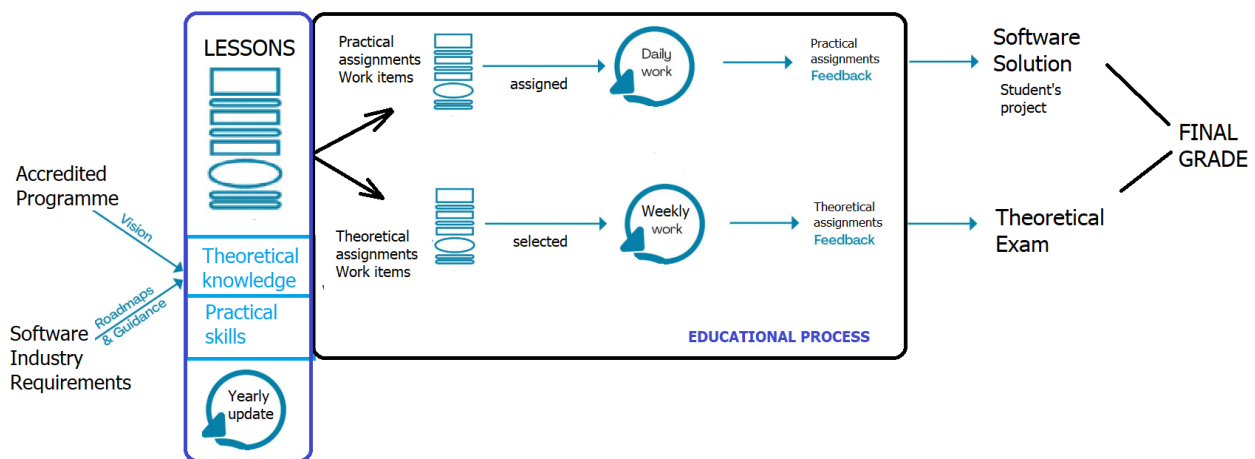 LESSONS
Accredited
Programme
Vision
Roadmaps
& Guidance
Software
Industry
Requirements
Theoretical
knowledge
Practical
skills
Yearly
update
Practical
assignments
Work items
assigned
Daily
work
Practical
assignments
Feedback
Theoretical
assignments
Work items
selected
Weekly
work
Theoretical
assignments
Feedback
EDUCATIONAL PROCESS
Software
Solution
Student's
project
Theoretical
Exam
FINAL
GRADE